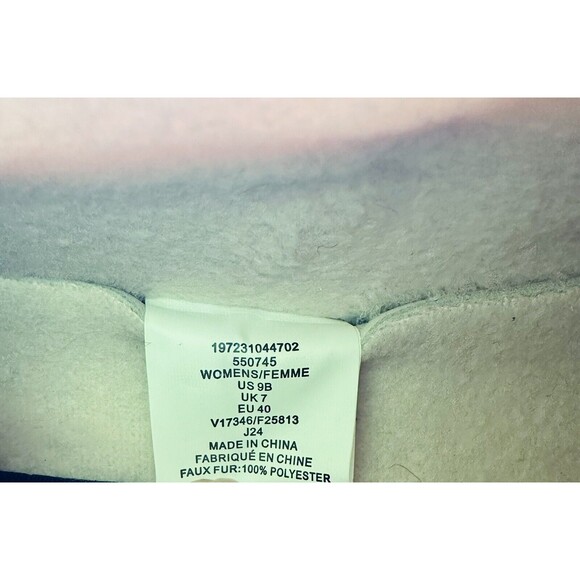 197231044702
550745
WOMENS/FEMME
US 9B
UK 7
EU 40
V17346/F25813
J24
MADE IN CHINA
FABRIQUÉ EN CHINE
FAUX FUR:100% POLYESTER